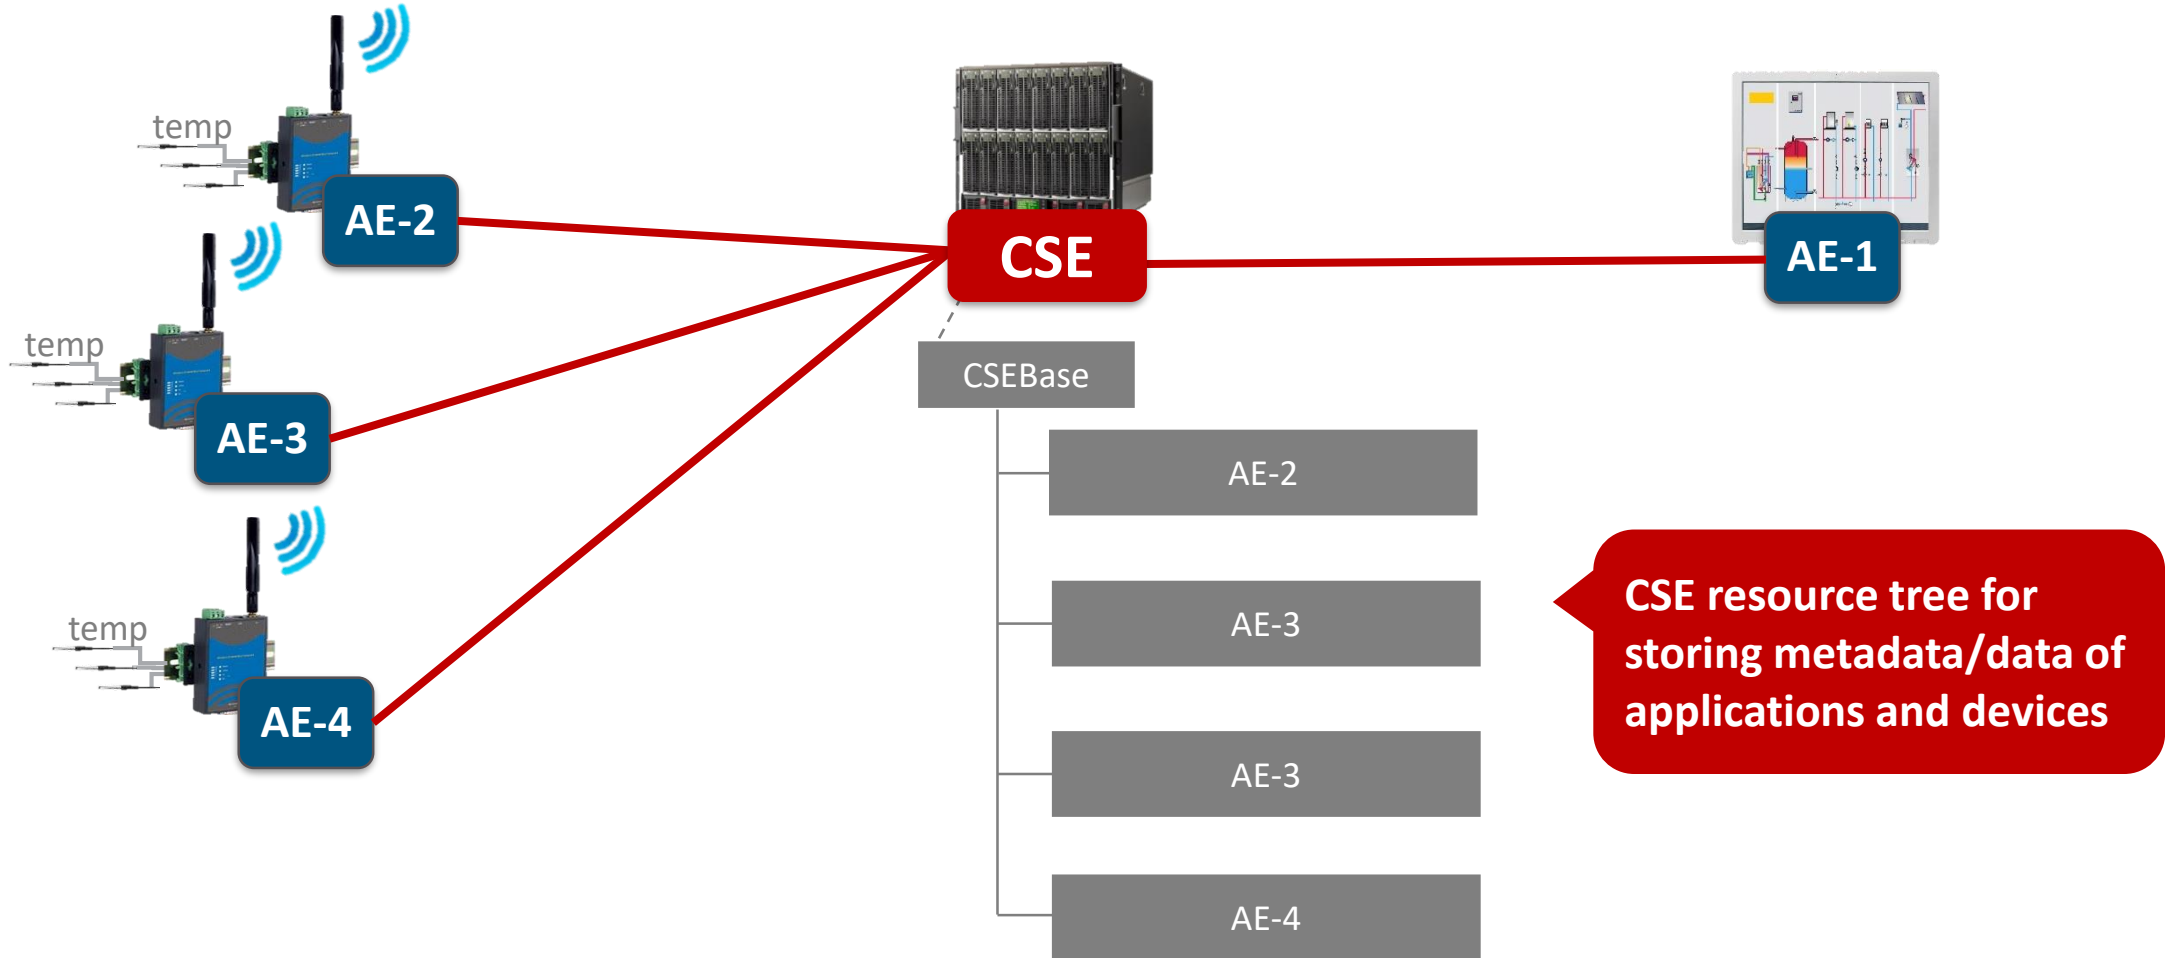 temp
AE-2
temp
AE-3
temp
AE-4
CSE
AE-1
CSEBase
AE-2
AE-3
AE-3
AE-4
CSE resource tree for
storing metadata/data of
applications and devices